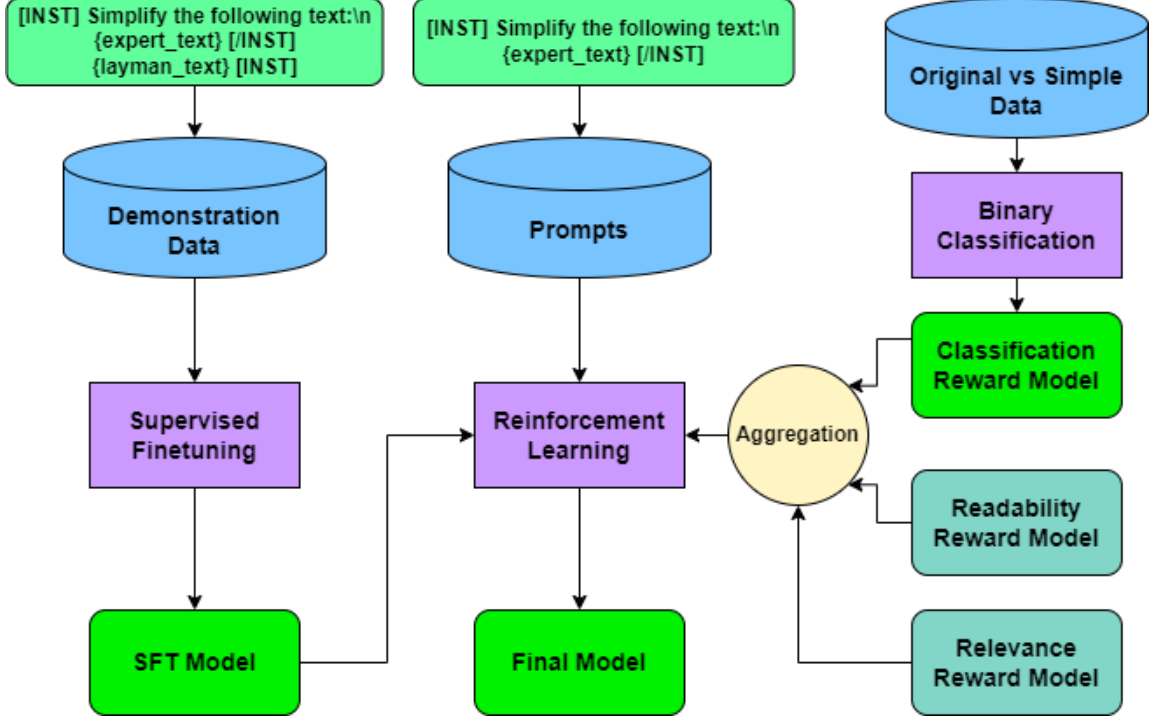 [INST] Simplify the following text:\n
{expert_text} [/INST]
{layman_text} [INST]
[INST] Simplify the following text:\n
{expert_text} [/INST]
Original vs Simple
Data
Demonstration
Data
Prompts
Binary
Classification
Classification
Reward Model
Supervised
Finetuning
Reinforcement
Learning
Aggregation
Readability
Reward Model
SFT Model
Final Model
Relevance
Reward Model